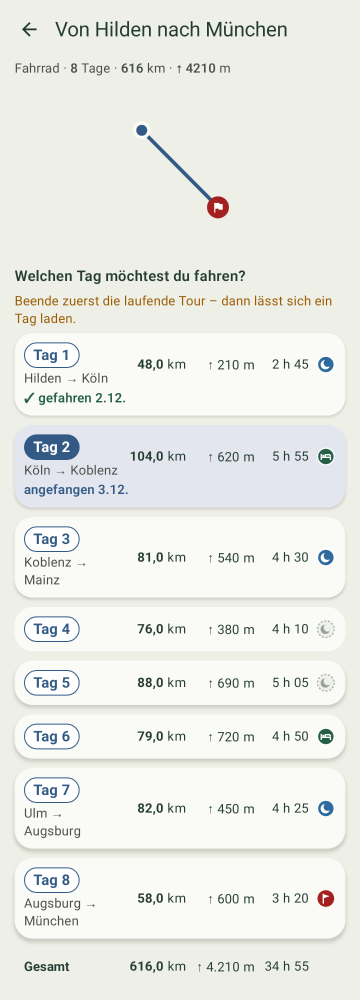 Von Hilden nach München
Fahrrad · 8 Tage · 616 km · ↑ 4210 m
Welchen Tag möchtest du fahren?
Beende zuerst die laufende Tour – dann lässt sich ein
Tag laden.
Tag 1 48,0 km ↑ 210 m 2 h 45
Hilden → Köln
✓ gefahren 2.12.
Tag 2 104,0 km ↑ 620 m 5 h 55
Köln → Koblenz
angefangen 3.12.
Tag 3 81,0 km ↑ 540 m 4 h 30
Koblenz →
Mainz
Tag 4 76,0 km ↑ 380 m 4 h 10
Tag 5 88,0 km ↑ 690 m 5 h 05
Tag 6 79,0 km ↑ 720 m 4 h 50
Tag 7 82,0 km ↑ 450 m 4 h 25
Ulm →
Augsburg
Tag 8 58,0 km ↑ 600 m 3 h 20
Augsburg →
München
Gesamt 616,0 km ↑ 4.210 m 34 h 55